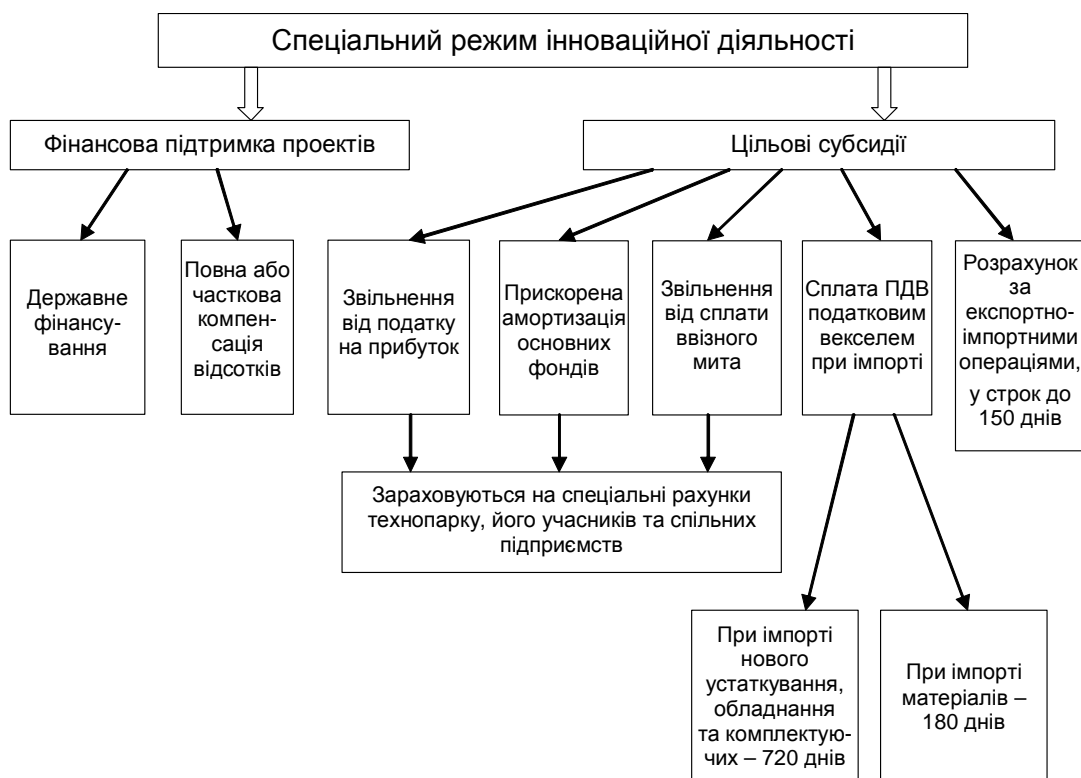 Спеціальний режим інноваційної діяльності
Фінансова підтримка проектів
Цільові субсидії
Державне
фінансу-
вання
Повна або
часткова
компен-
сація
відсотків
Звільнення
від податку
на прибуток
Прискорена
амортизація
основних
фондів
Звільнення
від сплати
ввізного
мита
Сплата ПДВ
податковим
векселем
при імпорті
Розрахунок
за
експортно-
імпортними
операціями,
у строк до
150 днів
Зараховуються на спеціальні рахунки
технопарку, його учасників та спільних
підприємств
При імпорті
нового
устаткування,
обладнання
та комплектую-
чих – 720 днів
При імпорті
матеріалів –
180 днів